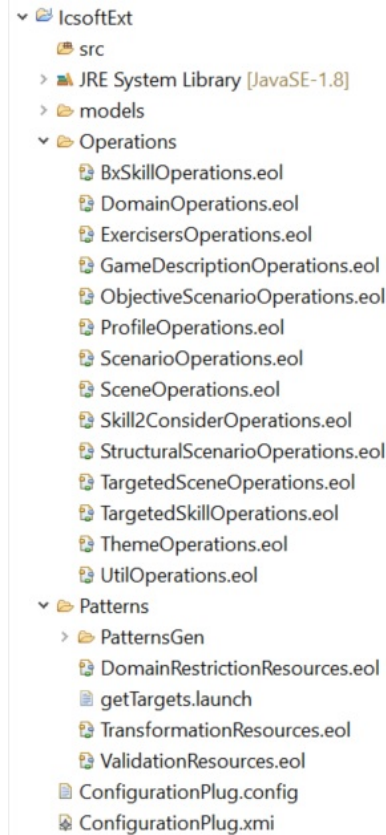 IcsoftExt
src
JRE System Library [JavaSE-1.8]
models
Operations
BxSkillOperations.eol
DomainOperations.eol
ExercisersOperations.eol
GameDescriptionOperations.eol
ObjectiveScenarioOperations.eol
ProfileOperations.eol
ScenarioOperations.eol
SceneOperations.eol
Skill2ConsiderOperations.eol
StructuralScenarioOperations.eol
TargetedSceneOperations.eol
TargetedSkillOperations.eol
ThemeOperations.eol
UtilOperations.eol
Patterns
PatternsGen
DomainRestrictionResources.eol
getTargets.launch
TransformationResources.eol
ValidationResources.eol
ConfigurationPlug.config
ConfigurationPlug.xmi